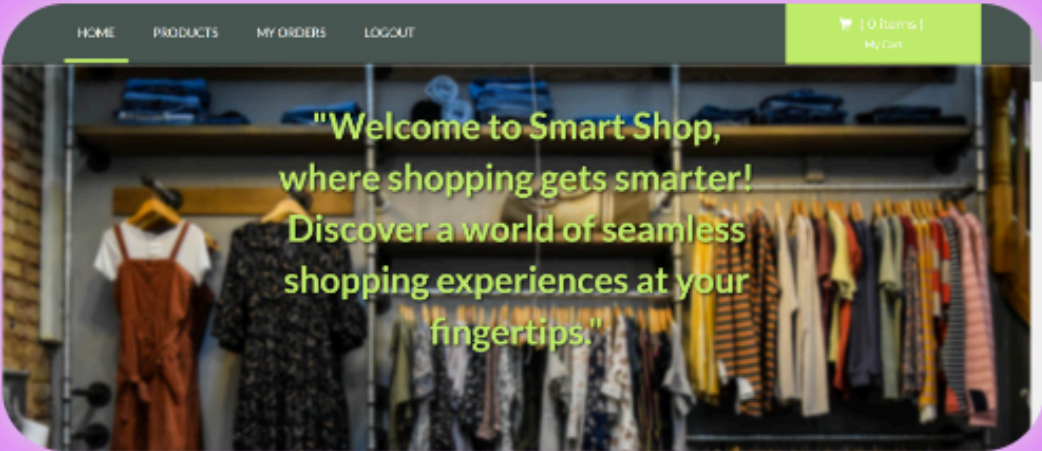 HOME PRODUCTS MY ORDERS LOGOUT
( 0 items )
My Cart
"Welcome to Smart Shop,
where shopping gets smarter!
Discover a world of seamless
shopping experiences at your
fingertips."